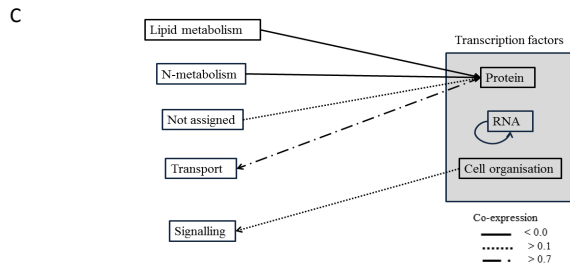 C
Lipid metabolism
Transcription factors
N-metabolism
Protein
Not assigned
RNA
Transport
Cell organisation
Signalling
Co-expression
< 0.0
> 0.1
> 0.7